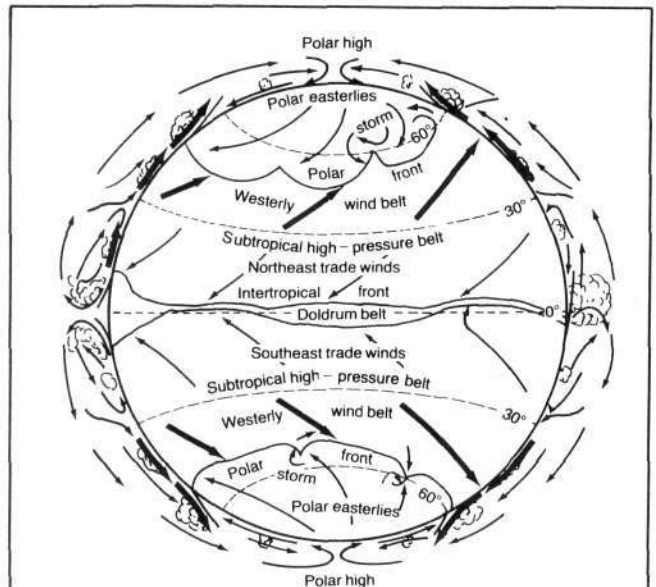 Polar high
Polar easterlies
storm
60°
Polar front
Westerly wind belt
30°
Subtropical high-pressure belt
Northeast trade winds
Intertropical front
Doldrum belt
0°
Southeast trade winds
Subtropical high-pressure belt
30°
Westerly wind belt
Polar front
storm
60°
Polar easterlies
Polar high